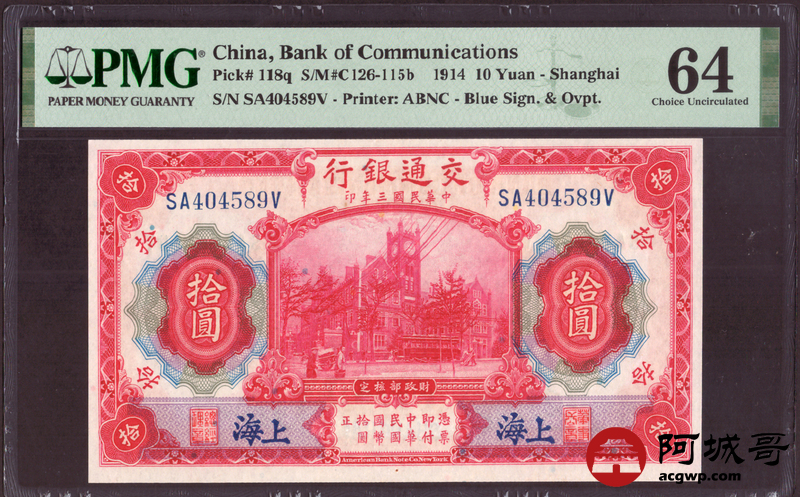 PMG
PAPER MONEY GUARANTY
China, Bank of Communications
Pick# 118q S/M#C126-115b 1914 10 Yuan - Shanghai
S/N SA404589V - Printer: ABNC - Blue Sign. & Ovpt.
64
Choice Uncirculated
拾
拾
交通銀行
中華民國三年印
SA404589V
SA404589V
拾
拾
拾圓
拾圓
拾
拾
財政部核定
拾
上海
上海
憑票即付中華民國國幣拾圓正
American Bank Note Co. New York
阿城哥
acgwp.com